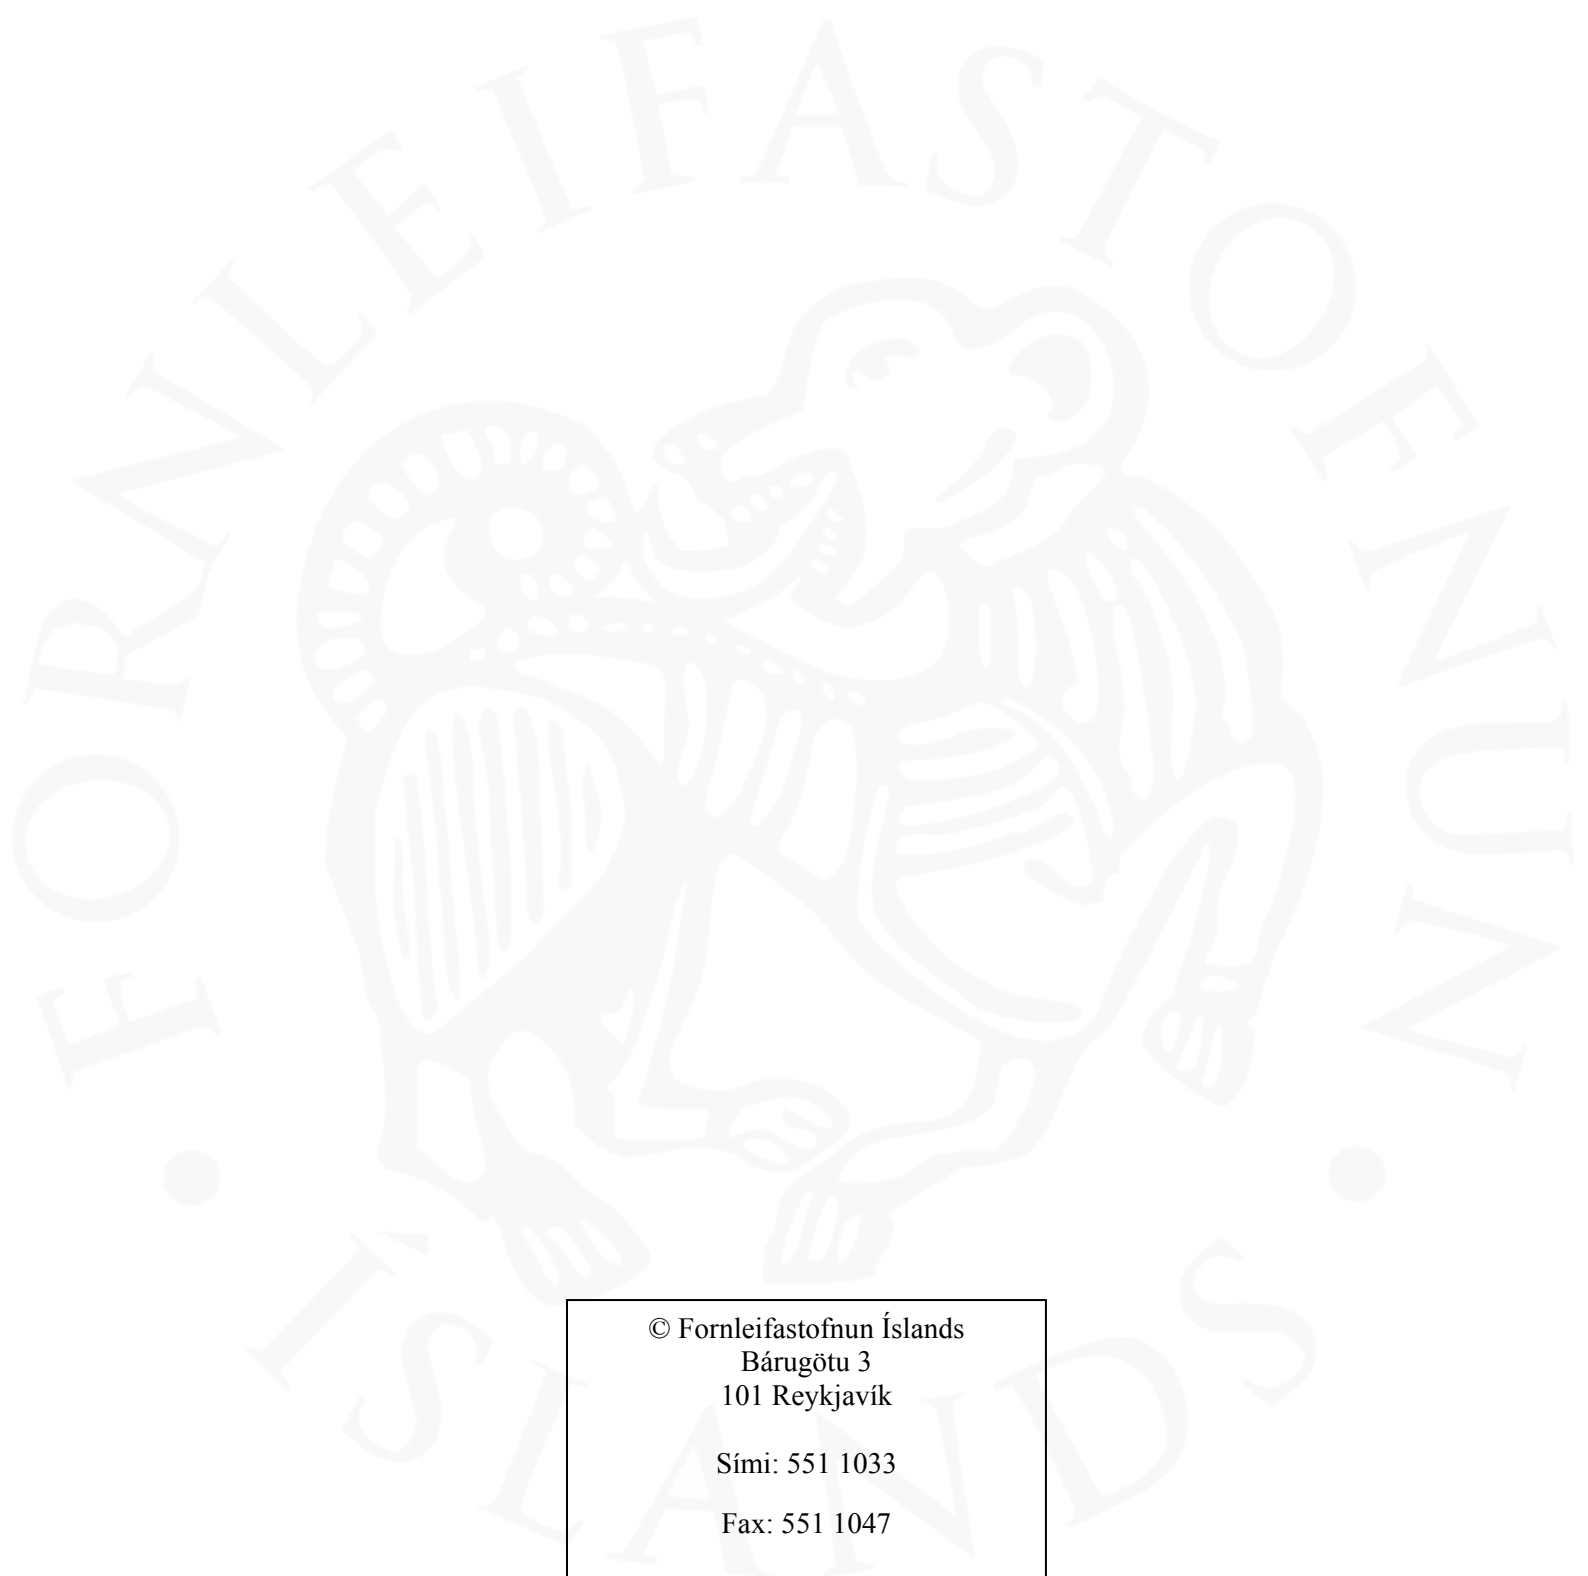 FORNLEIFASTOFNUN
ÍSLANDS
© Fornleifastofnun Íslands
Bárugötu 3
101 Reykjavík
Sími: 551 1033
Fax: 551 1047